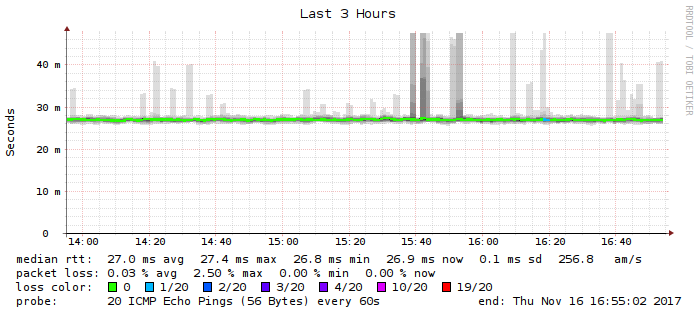 Last 3 Hours
RRDTOOL / TOBI OETIKER
Seconds
40 m
30 m
20 m
10 m
0
14:00 14:20 14:40 15:00 15:20 15:40 16:00 16:20 16:40
median rtt: 27.0 ms avg 27.4 ms max 26.8 ms min 26.9 ms now 0.1 ms sd 256.8 am/s
packet loss: 0.03 % avg 2.50 % max 0.00 % min 0.00 % now
loss color: 0 1/20 2/20 3/20 4/20 10/20 19/20
probe: 20 ICMP Echo Pings (56 Bytes) every 60s end: Thu Nov 16 16:55:02 2017